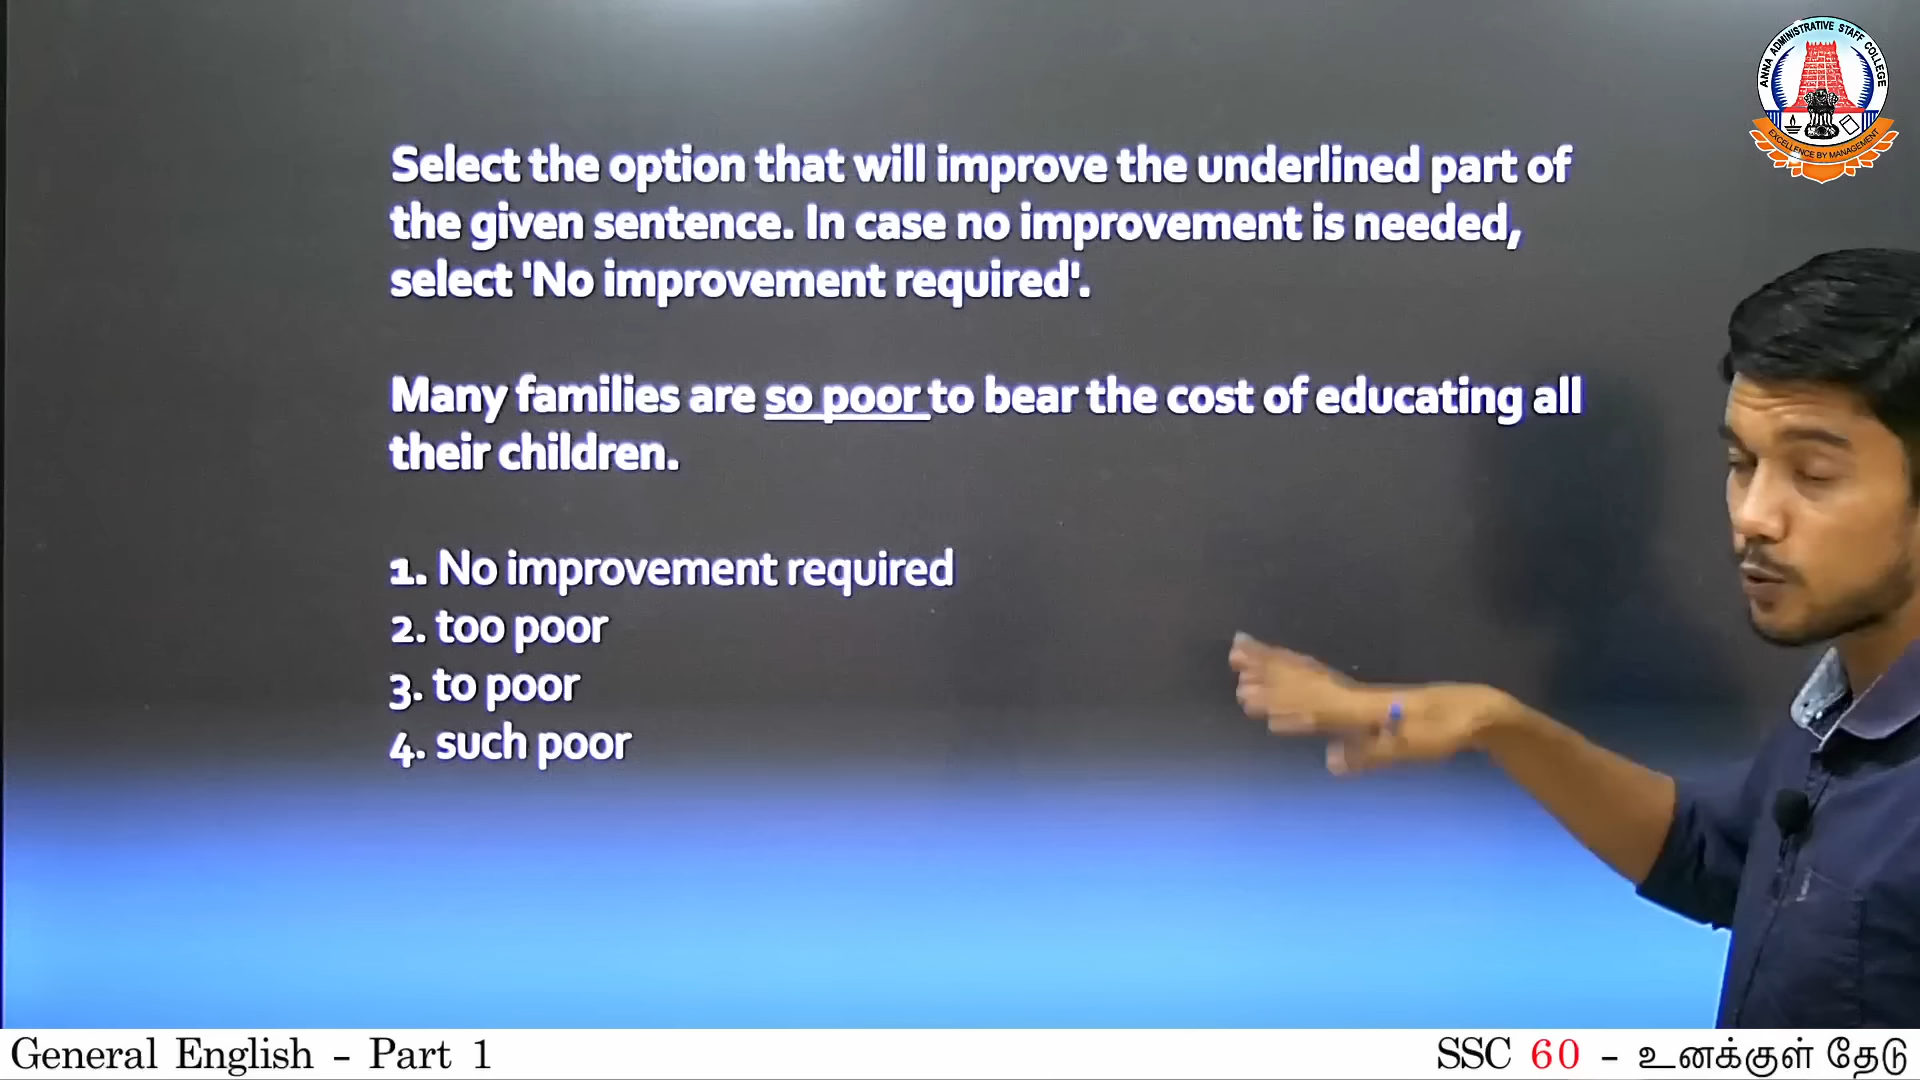 ANNA ADMINISTRATIVE STAFF COLLEGE
EXCELLENCE BY MANAGEMENT
Select the option that will improve the underlined part of
the given sentence. In case no improvement is needed,
select 'No improvement required'.
Many families are so poor to bear the cost of educating all
their children.
1. No improvement required
2. too poor
3. to poor
4. such poor
General English - Part 1
SSC 60 - உனக்குள் தேடு